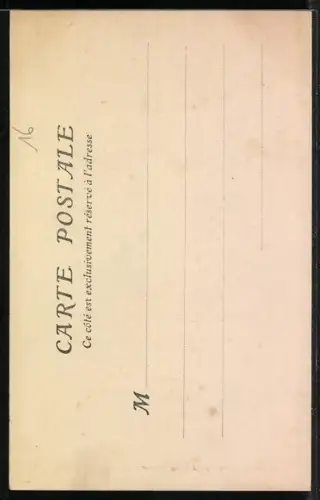 16
CARTE POSTALE
Ce côté est exclusivement réservé à l'adresse
M